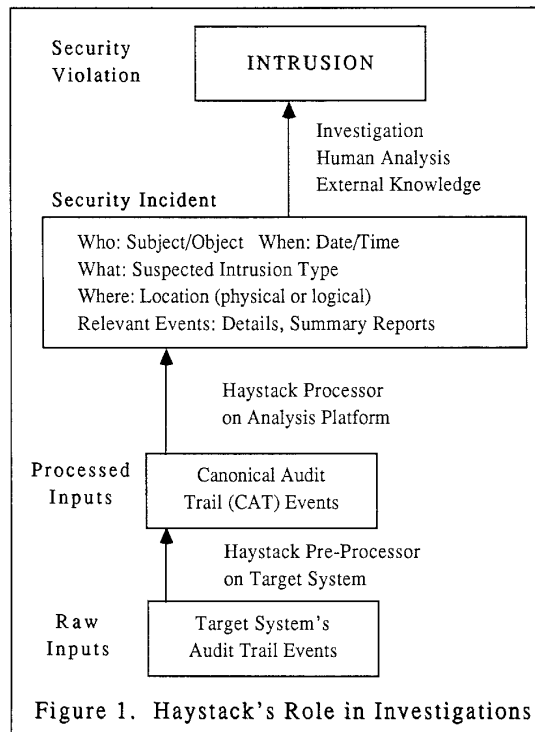 Security
Violation
INTRUSION
Investigation
Human Analysis
External Knowledge
Security Incident
Who: Subject/Object When: Date/Time
What: Suspected Intrusion Type
Where: Location (physical or logical)
Relevant Events: Details, Summary Reports
Haystack Processor
on Analysis Platform
Processed
Inputs
Canonical Audit
Trail (CAT) Events
Haystack Pre-Processor
on Target System
Raw
Inputs
Target System's
Audit Trail Events
Figure 1. Haystack's Role in Investigations